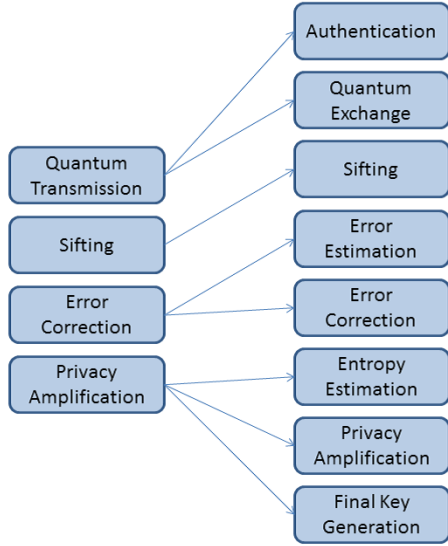 Authentication
Quantum
Exchange
Quantum
Transmission
Sifting
Sifting
Error
Estimation
Error
Correction
Error
Correction
Privacy
Amplification
Entropy
Estimation
Privacy
Amplification
Final Key
Generation